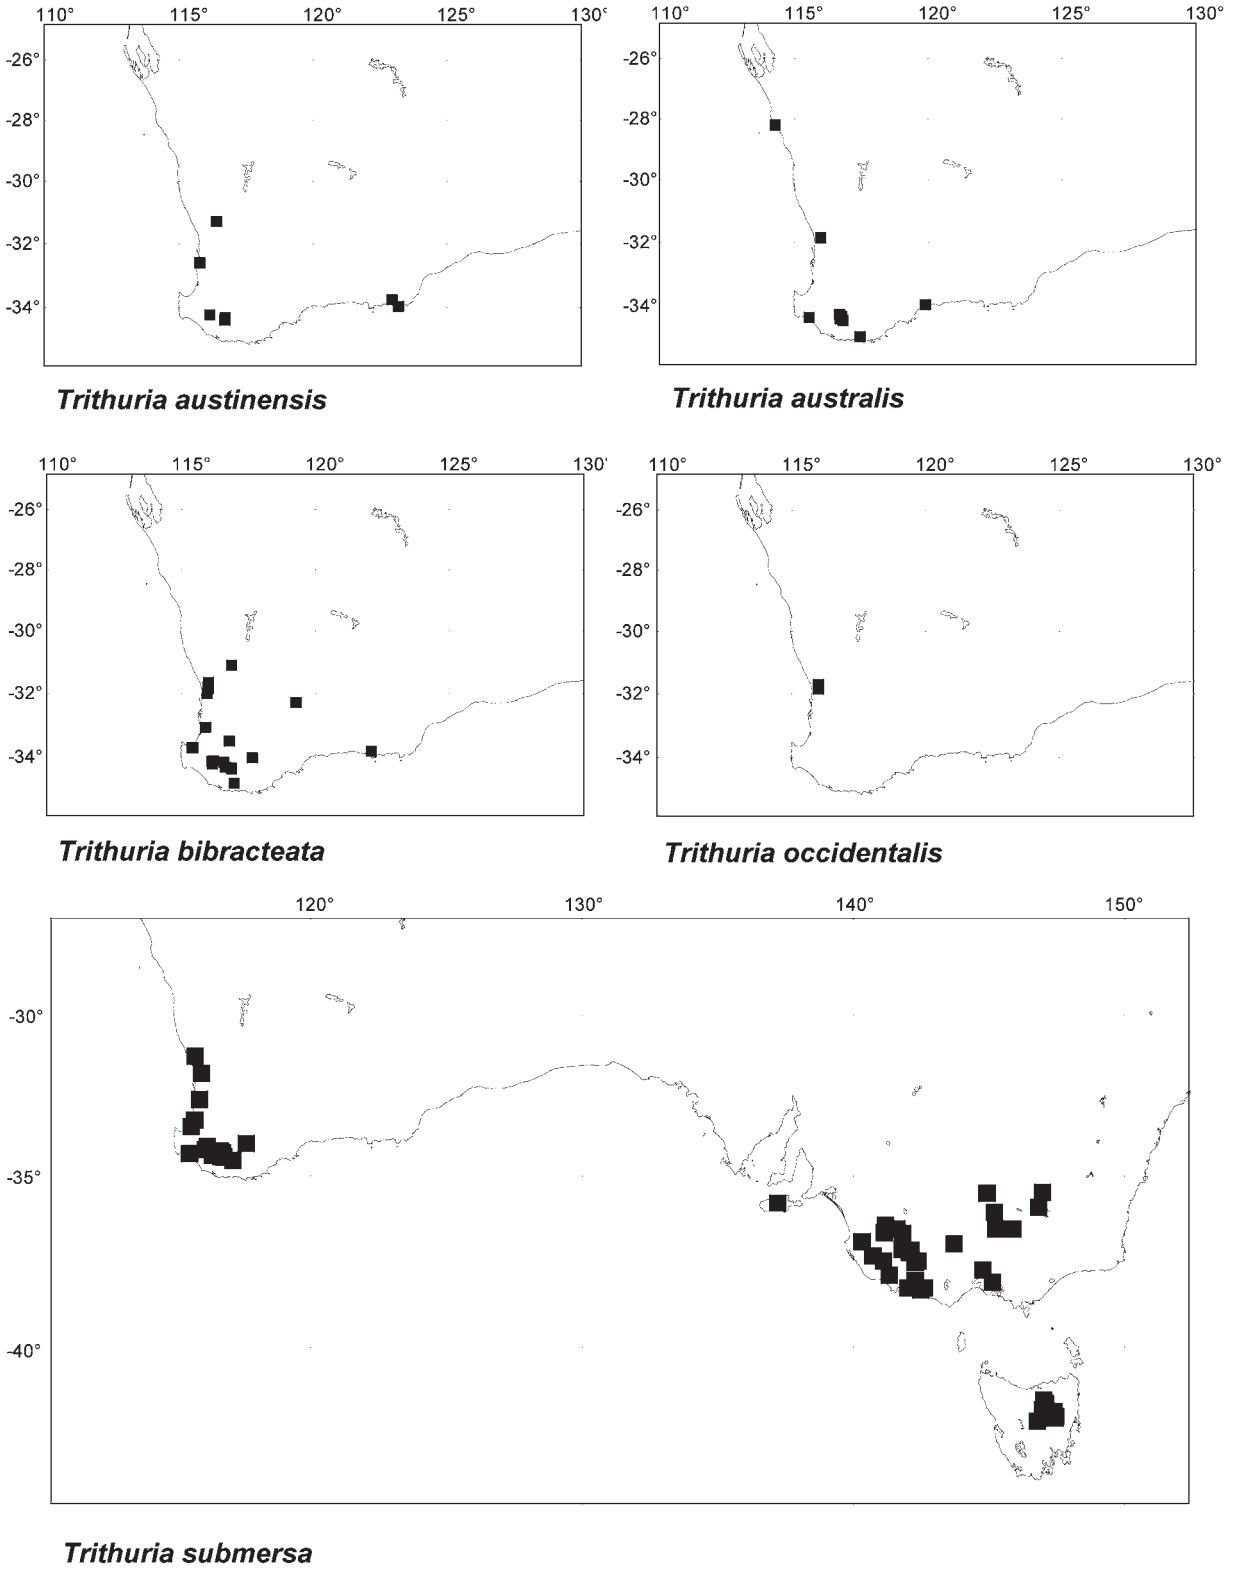 110° 115° 120° 125° 130°
-26°
-28°
-30°
-32°
-34°
Trithuria austinensis
110° 115° 120° 125° 130°
-26°
-28°
-30°
-32°
-34°
Trithuria australis
110° 115° 120° 125° 130'
-26°
-28°
-30°
-32°
-34°
Trithuria bibracteata
110° 115° 120° 125° 130°
-26°
-28°
-30°
-32°
-34°
Trithuria occidentalis
120° 130° 140° 150°
-30°
-35°
-40°
Trithuria submersa